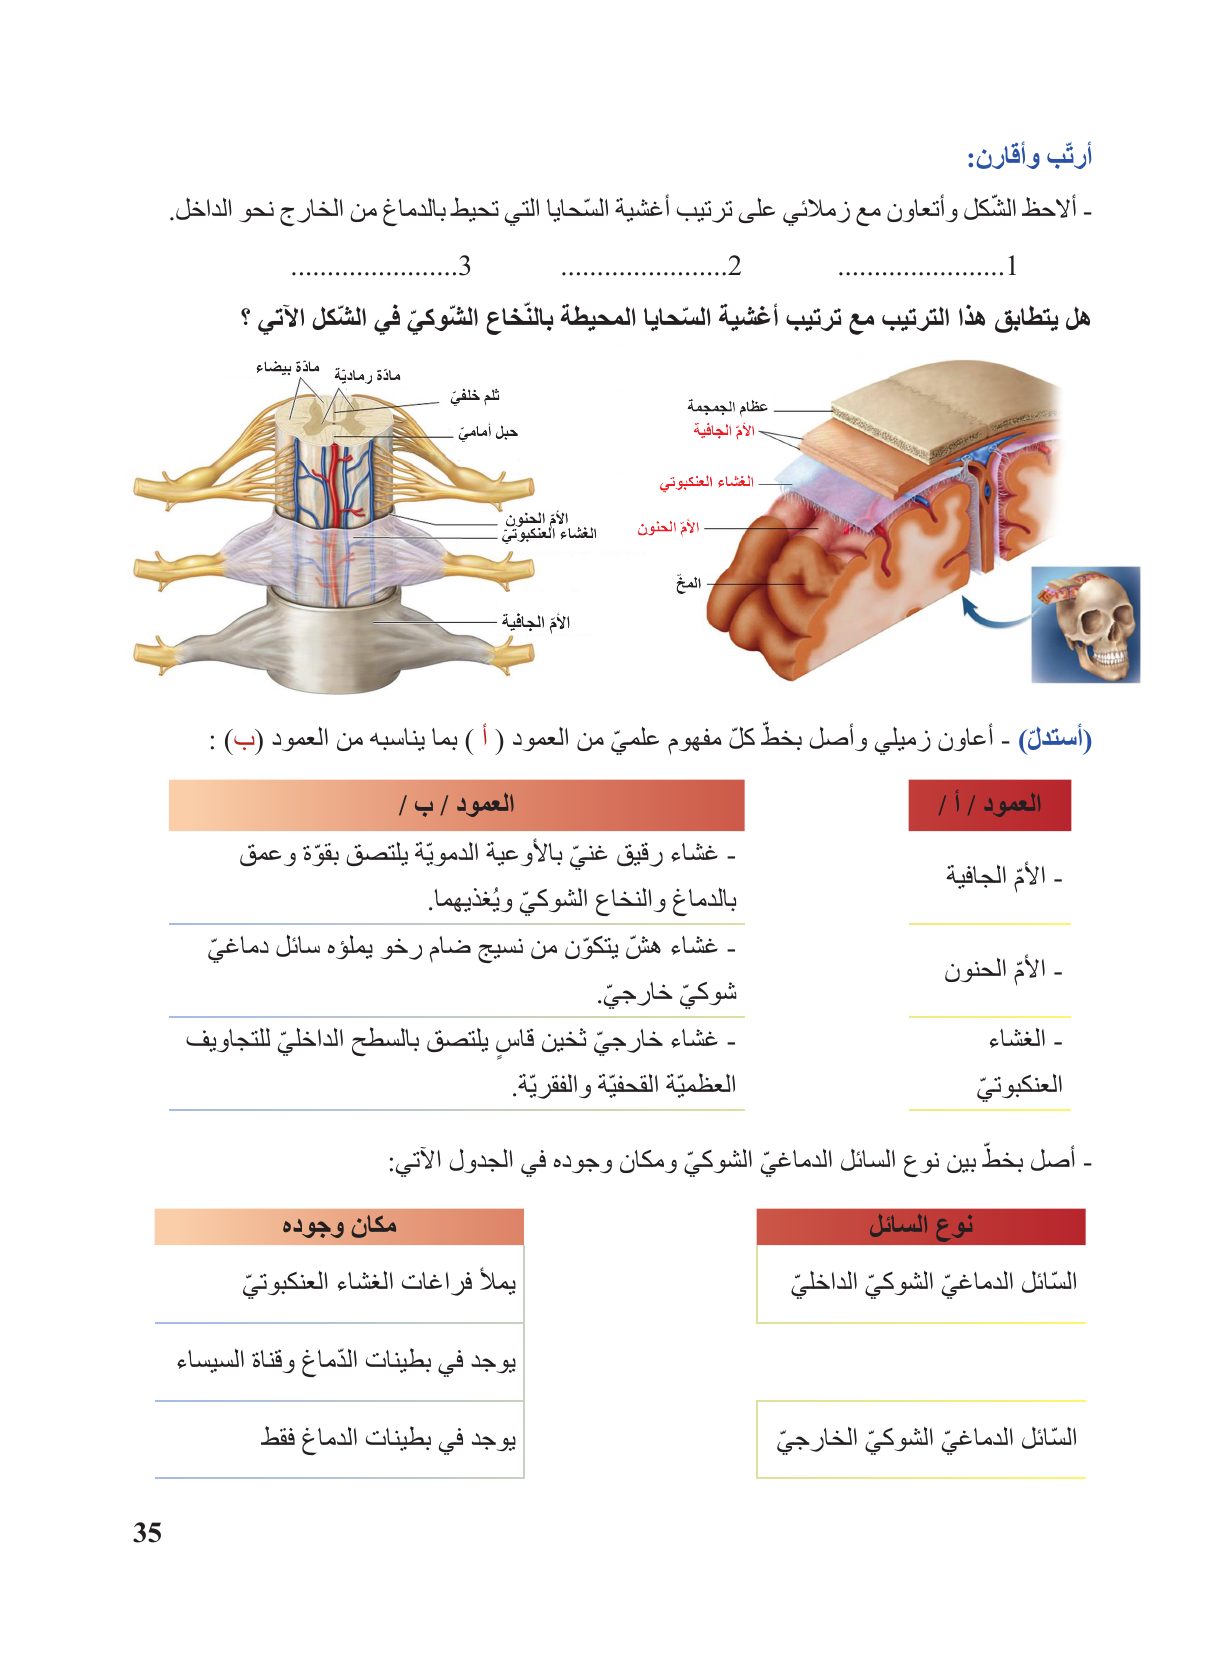 أرتّب وأقارن:
- ألاحظ الشّكل وأتعاون مع زملائي على ترتيب أغشية السّحايا التي تحيط بالدماغ من الخارج نحو الداخل.
1....................... 2....................... 3.......................
هل يتطابق هذا الترتيب مع ترتيب أغشية السّحايا المحيطة بالنّخاع الشّوكيّ في الشّكل الآتي ؟
عظام الجمجمة
الأمّ الجافية
الغشاء العنكبوتي
الأمّ الحنون
المخّ
مادّة بيضاء
مادّة رماديّة
ثلم خلفيّ
حبل أماميّ
الأمّ الحنون
الغشاء العنكبوتيّ
الأمّ الجافية
(أستدلّ) - أعاون زميلي وأصل بخطّ كلّ مفهوم علميّ من العمود ( أ ) بما يناسبه من العمود (ب) :
العمود / أ /
العمود / ب /
- الأمّ الجافية
- غشاء رقيق غنيّ بالأوعية الدمويّة يلتصق بقوّة وعمق
بالدماغ والنخاع الشوكيّ ويُغذيهما.
- الأمّ الحنون
- غشاء هشّ يتكوّن من نسيج ضام رخو يملؤه سائل دماغيّ
شوكيّ خارجيّ.
- الغشاء
العنكبوتيّ
- غشاء خارجيّ ثخين قاسٍ يلتصق بالسطح الداخليّ للتجاويف
العظميّة القحفيّة والفقريّة.
- أصل بخطّ بين نوع السائل الدماغيّ الشوكيّ ومكان وجوده في الجدول الآتي:
نوع السائل
مكان وجوده
السّائل الدماغيّ الشوكيّ الداخليّ
يملأ فراغات الغشاء العنكبوتيّ
يوجد في بطينات الدّماغ وقناة السيساء
السّائل الدماغيّ الشوكيّ الخارجيّ
يوجد في بطينات الدماغ فقط
35